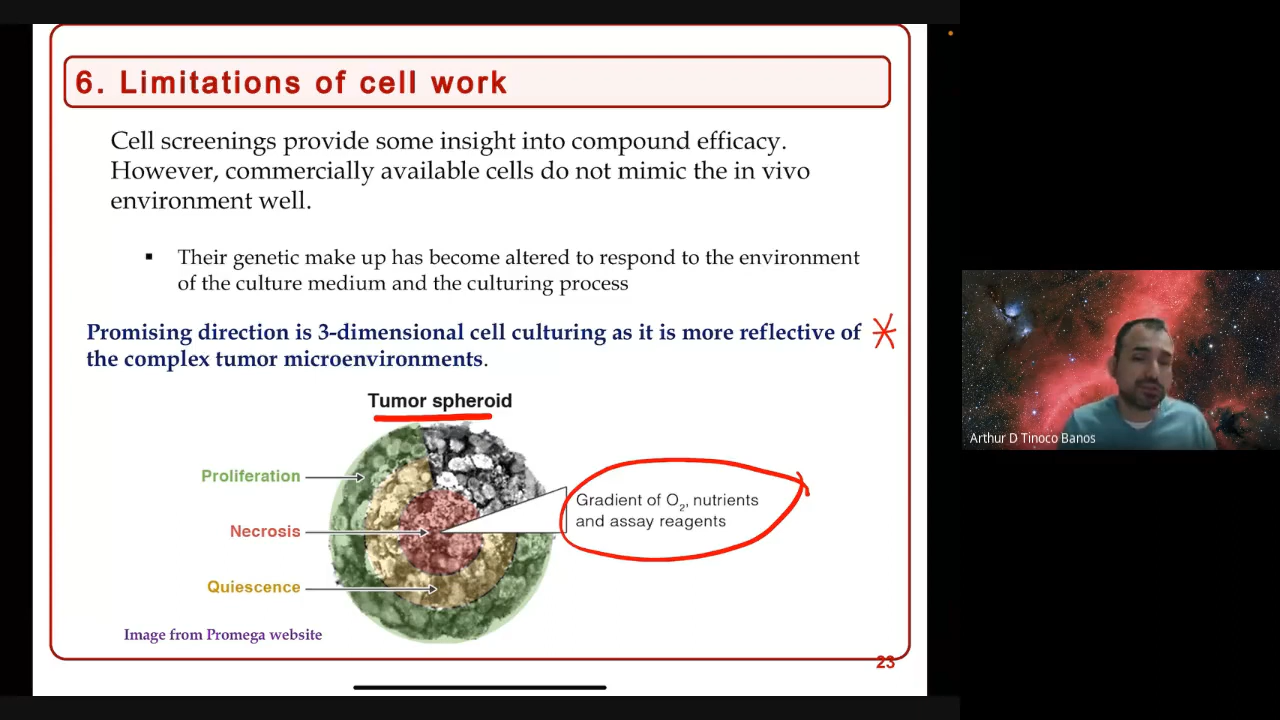 6. Limitations of cell work
Cell screenings provide some insight into compound efficacy.
However, commercially available cells do not mimic the in vivo
environment well.
▪ Their genetic make up has become altered to respond to the environment
of the culture medium and the culturing process
Promising direction is 3-dimensional cell culturing as it is more reflective of
the complex tumor microenvironments.
Tumor spheroid
Proliferation
Necrosis
Quiescence
Gradient of O₂, nutrients
and assay reagents
Image from Promega website
23
Arthur D Tinoco Banos